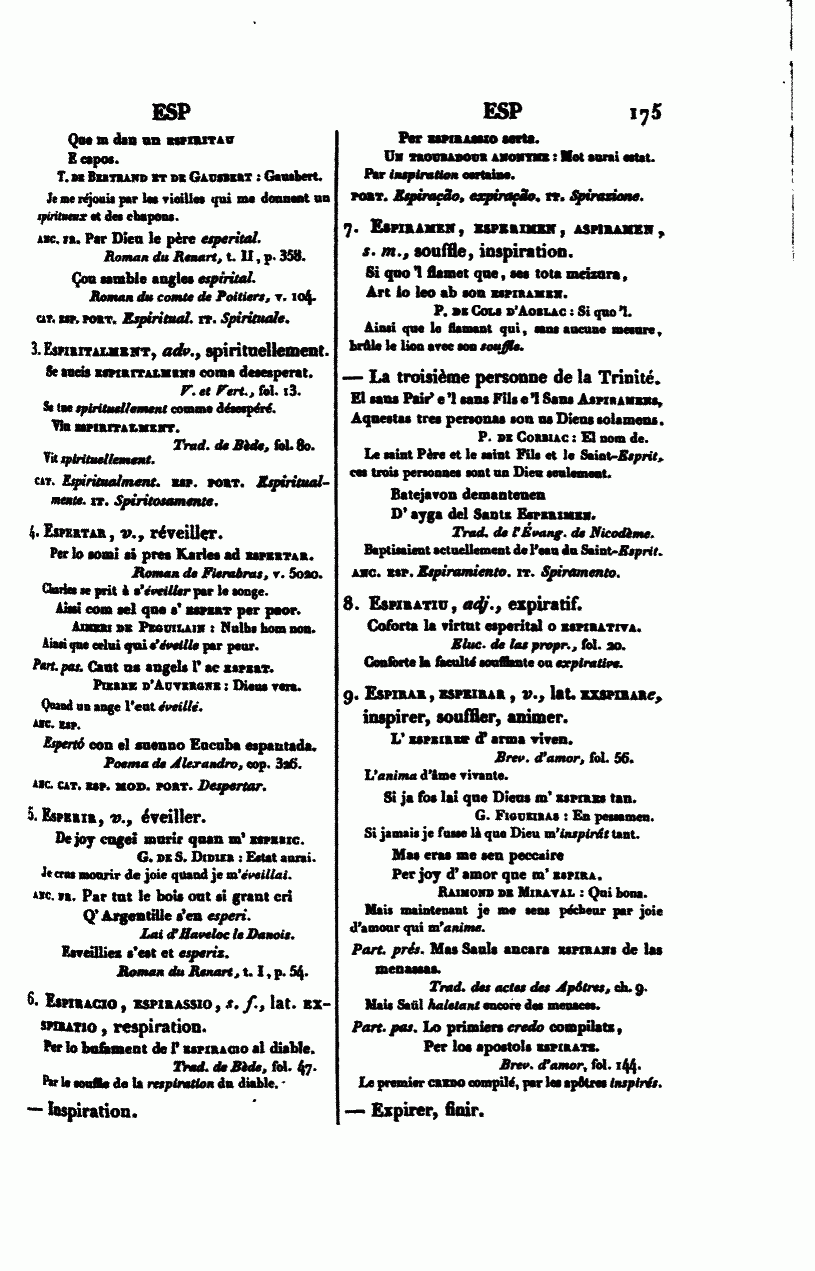 ESP
Que m dan un ESPIRITAU
E capos.
T. DE BERTRAND ET DE GAUSBERT : Gausbert.
Je me réjouis par les vieilles qui me donnent un
spiritueux et des chapons.
ANC. FR. Par Dieu le père esperital.
Roman du Renart, t. II, p. 358.
Çou samble angles espirital.
Roman du comte de Poitiers, v. 104.
CAT. ESP. PORT. Espiritual. IT. Spirituale.
3. ESPIRITALMENT, adv., spirituellement.
Se aucis ESPIRITALMENS coma desesperat.
V. et Vert., fol. 13.
Se tue spirituellement comme désespéré.
Viu ESPIRITALMENT.
Trad. de Bède, fol. 80.
Vit spirituellement.
CAT. Espiritualment. ESP. PORT. Espiritual-
mente. IT. Spiritosamente.
4. ESPERTAR, v., réveiller.
Per lo somi si pres Karles ad ESPERTAR.
Roman de Fierabras, v. 5020.
Charles se prit à s'éveiller par le songe.
Aissi com sel que s' ESPERT per paor.
AIMERI DE PEGUILAIN : Nulhs hom non.
Ainsi que celui qui s'éveille par peur.
Part. pas. Cant us angels l' ac ESPERT.
PIERRE D'AUVERGNE : Dieus vera.
Quand un ange l'eut éveillé.
ANC. ESP.
Espertó con el suenno Encuba espantada.
Poema de Alexandro, cop. 326.
ANC. CAT. ESP. MOD. PORT. Despertar.
5. ESPERIR, v., éveiller.
De joy cugei murir quan m' ESPERIC.
G. DE S. DIDIER : Estat aurai.
Je crus mourir de joie quand je m'éveillai.
ANC. FR. Par tut le bois out si grant cri
Q' Argentille s'en esperi.
Lai d'Haveloc le Danois.
Esveilliez s'est et esperiz.
Roman du Renart, t. I, p. 54.
6. ESPIRACIO, ESPIRASSIO, s. f., lat. EX-
SPIRATIO, respiration.
Per lo bufament de l' ESPIRACIO al diable.
Trad. de Bède, fol. 47.
Par le souffle de la respiration du diable.
— Inspiration.
ESP 175
Per ESPIRASSIO serta.
UN TROUBADOUR ANONYME : Mot aurai estat.
Par inspiration certaine.
PORT. Espiração, expiração. IT. Spirazione.
7. ESPIRAMEN, ESPERIMEN, ASPIRAMEN,
s. m., souffle, inspiration.
Si quo 'l flamet que, ses tota meizura,
Art lo leo ab son ESPIRAMEN.
P. DE COLS D'AORLAC : Si quo 'l.
Ainsi que le flamant qui, sans aucune mesure,
brûle le lion avec son souffle.
— La troisième personne de la Trinité.
El sans Pair' e 'l sans Fils e 'l Sans ASPIRAMENS,
Aquestas tres personas son us Dieus solamens.
P. DE CORBIAC : El nom de.
Le saint Père et le saint Fils et le Saint-Esprit,
ces trois personnes sont un Dieu seulement.
Batejavon demantenen
D' ayga del Santz ESPERIMEN.
Trad. de l'Évang. de Nicodème.
Baptisaient actuellement de l'eau du Saint-Esprit.
ANC. ESP. Espiramiento. IT. Spiramento.
8. ESPIRATIU, adj., expiratif.
Coforta la virtut esperital o ESPIRATIVA.
Eluc. de las propr., fol. 20.
Conforte la faculté soufflante ou expirative.
9. ESPIRAR, ESPEIRAR, v., lat. EXSPIRARE,
inspirer, souffler, animer.
L' ESPEIRET d' arma viven.
Brev. d'amor, fol. 56.
L'anima d'âme vivante.
Si ja fos lai que Dieus m' ESPIRES tan.
G. FIGUEIRAS : En pessamen.
Si jamais je fusse là que Dieu m'inspirât tant.
Mas eras me sen peccaire
Per joy d' amor que m' ESPIRA.
RAIMOND DE MIRAVAL : Qui bona.
Mais maintenant je me sens pécheur par joie
d'amour qui m'anime.
Part. prés. Mas Sauls ancara ESPIRANS de las
menassas.
Trad. des actes des Apôtres, ch. 9.
Mais Saül haletant encore des menaces.
Part. pas. Lo primiers credo compilatz,
Per los apostols ESPIRATZ.
Brev. d'amor, fol. 144.
Le premier CREDO compilé, par les apôtres inspirés.
— Expirer, finir.